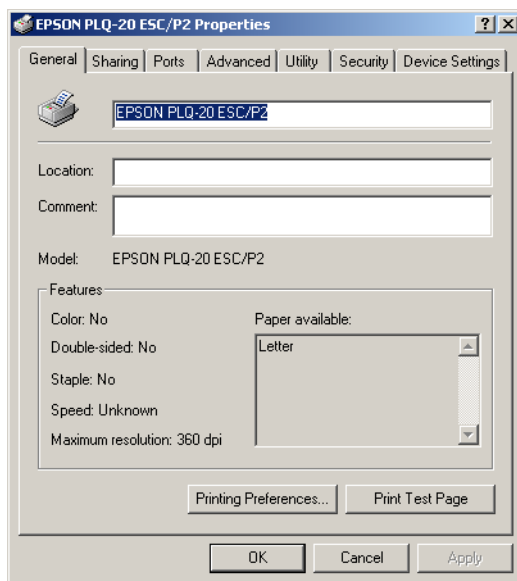 EPSON PLQ-20 ESC/P2 Properties
General Sharing Ports Advanced Utility Security Device Settings
EPSON PLQ-20 ESC/P2
Location:
Comment:
Model: EPSON PLQ-20 ESC/P2
Features
Color: No Paper available:
Double-sided: No Letter
Staple: No
Speed: Unknown
Maximum resolution: 360 dpi
Printing Preferences... Print Test Page
OK Cancel Apply